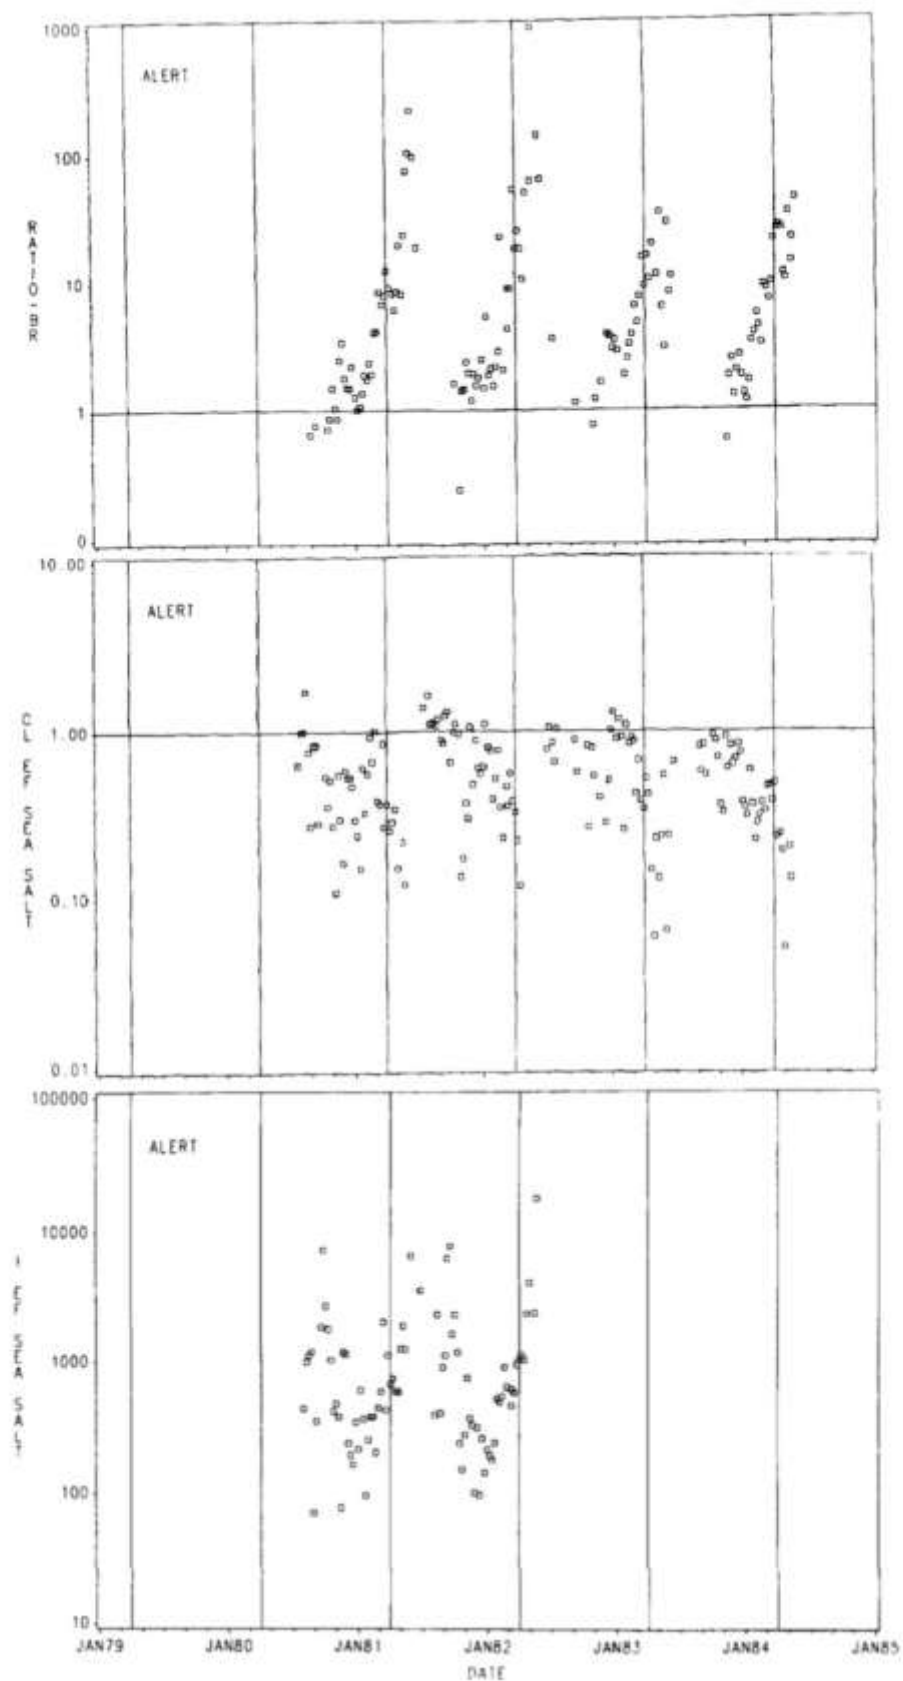 1000
ALERT
100
RATIO-BR
10
1
0
10.00
ALERT
1.00
CL EF SEA SALT
0.10
0.01
100000
ALERT
10000
I EF SEA SALT
1000
100
10
JAN79 JAN80 JAN81 JAN82 JAN83 JAN84 JAN85
DATE